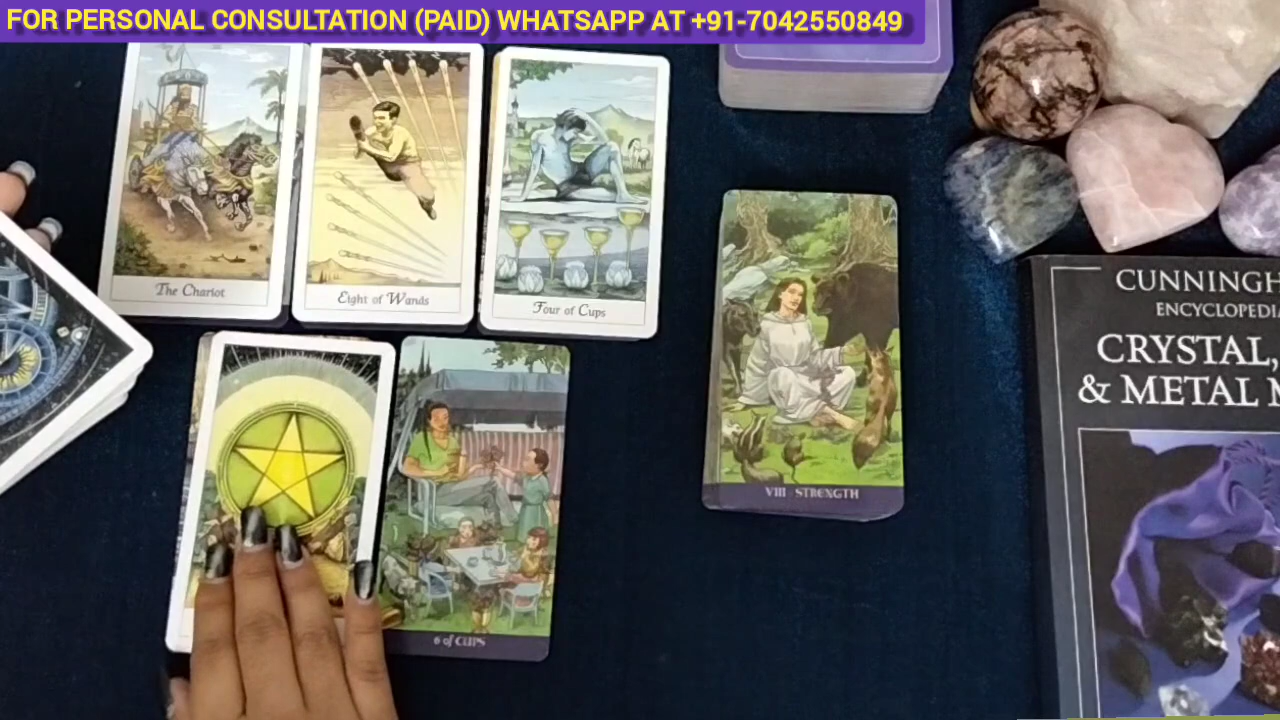 FOR PERSONAL CONSULTATION (PAID) WHATSAPP AT +91-7042550849
The Chariot
Eight of Wands
Four of Cups
VIII STRENGTH
6 of CUPS
CUNNINGH
ENCYCLOPEDIA
CRYSTAL,
& METAL M